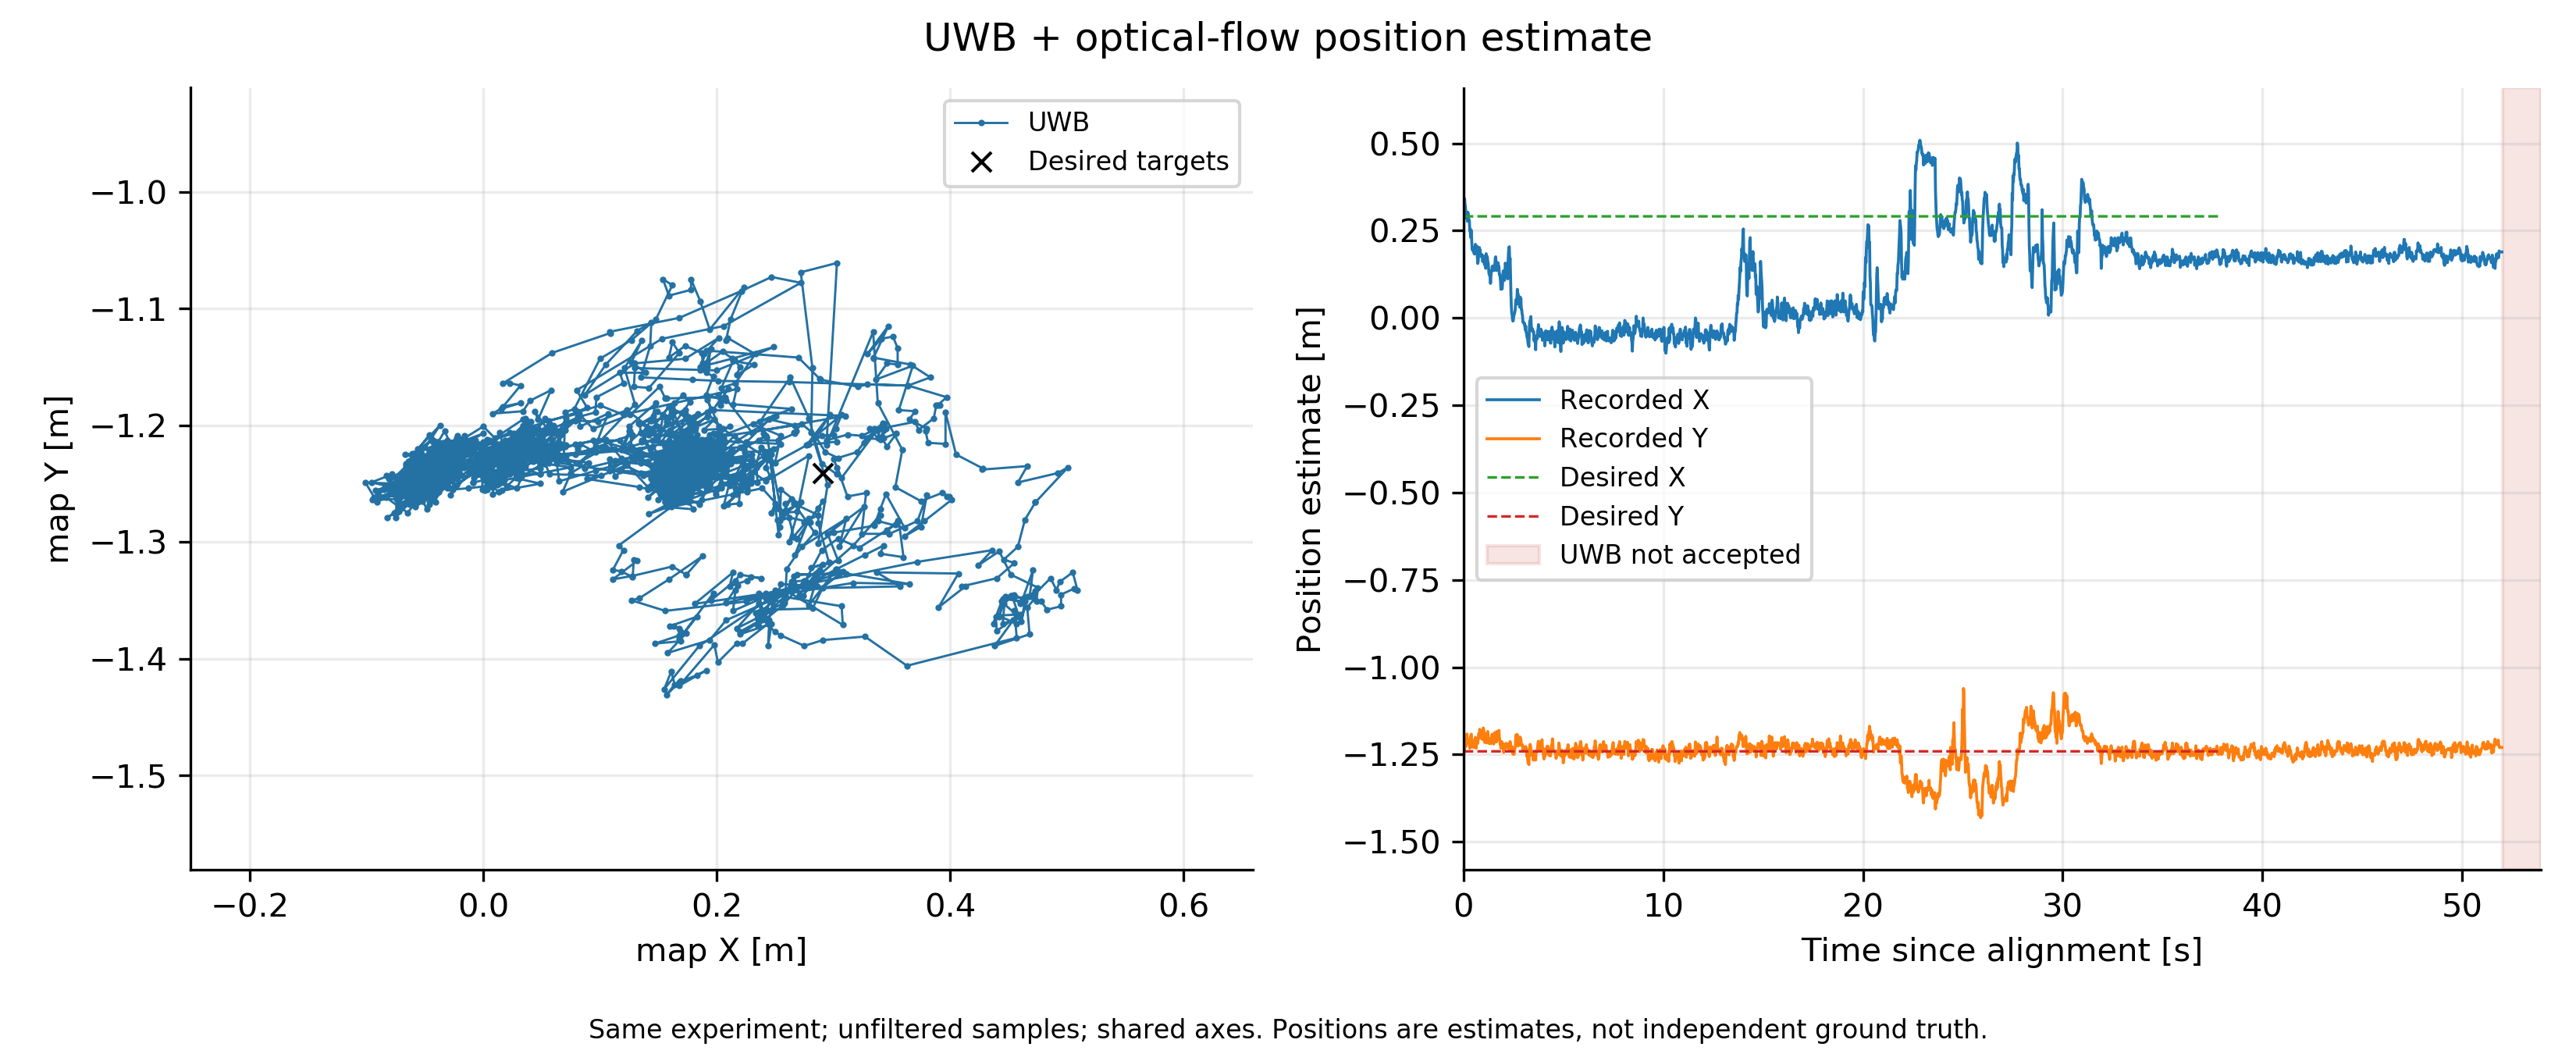 UWB + optical-flow position estimate
UWB
Desired targets
−1.0
−1.1
−1.2
−1.3
−1.4
−1.5
map Y [m]
−0.2 0.0 0.2 0.4 0.6
map X [m]
0.50
0.25
0.00
−0.25
−0.50
−0.75
−1.00
−1.25
−1.50
Position estimate [m]
Recorded X
Recorded Y
Desired X
Desired Y
UWB not accepted
0 10 20 30 40 50
Time since alignment [s]
Same experiment; unfiltered samples; shared axes. Positions are estimates, not independent ground truth.